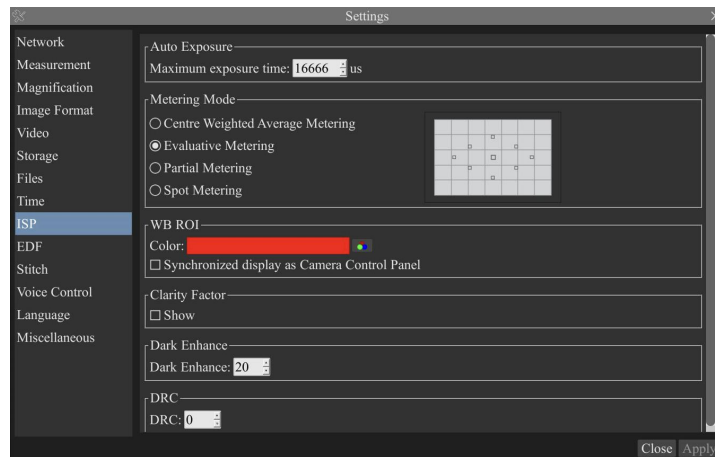 Settings
Network
Measurement
Magnification
Image Format
Video
Storage
Files
Time
ISP
EDF
Stitch
Voice Control
Language
Miscellaneous
Auto Exposure
Maximum exposure time: 16666 us
Metering Mode
Centre Weighted Average Metering
Evaluative Metering
Partial Metering
Spot Metering
WB ROI
Color:
Synchronized display as Camera Control Panel
Clarity Factor
Show
Dark Enhance
Dark Enhance: 20
DRC
DRC: 0
Close Apply